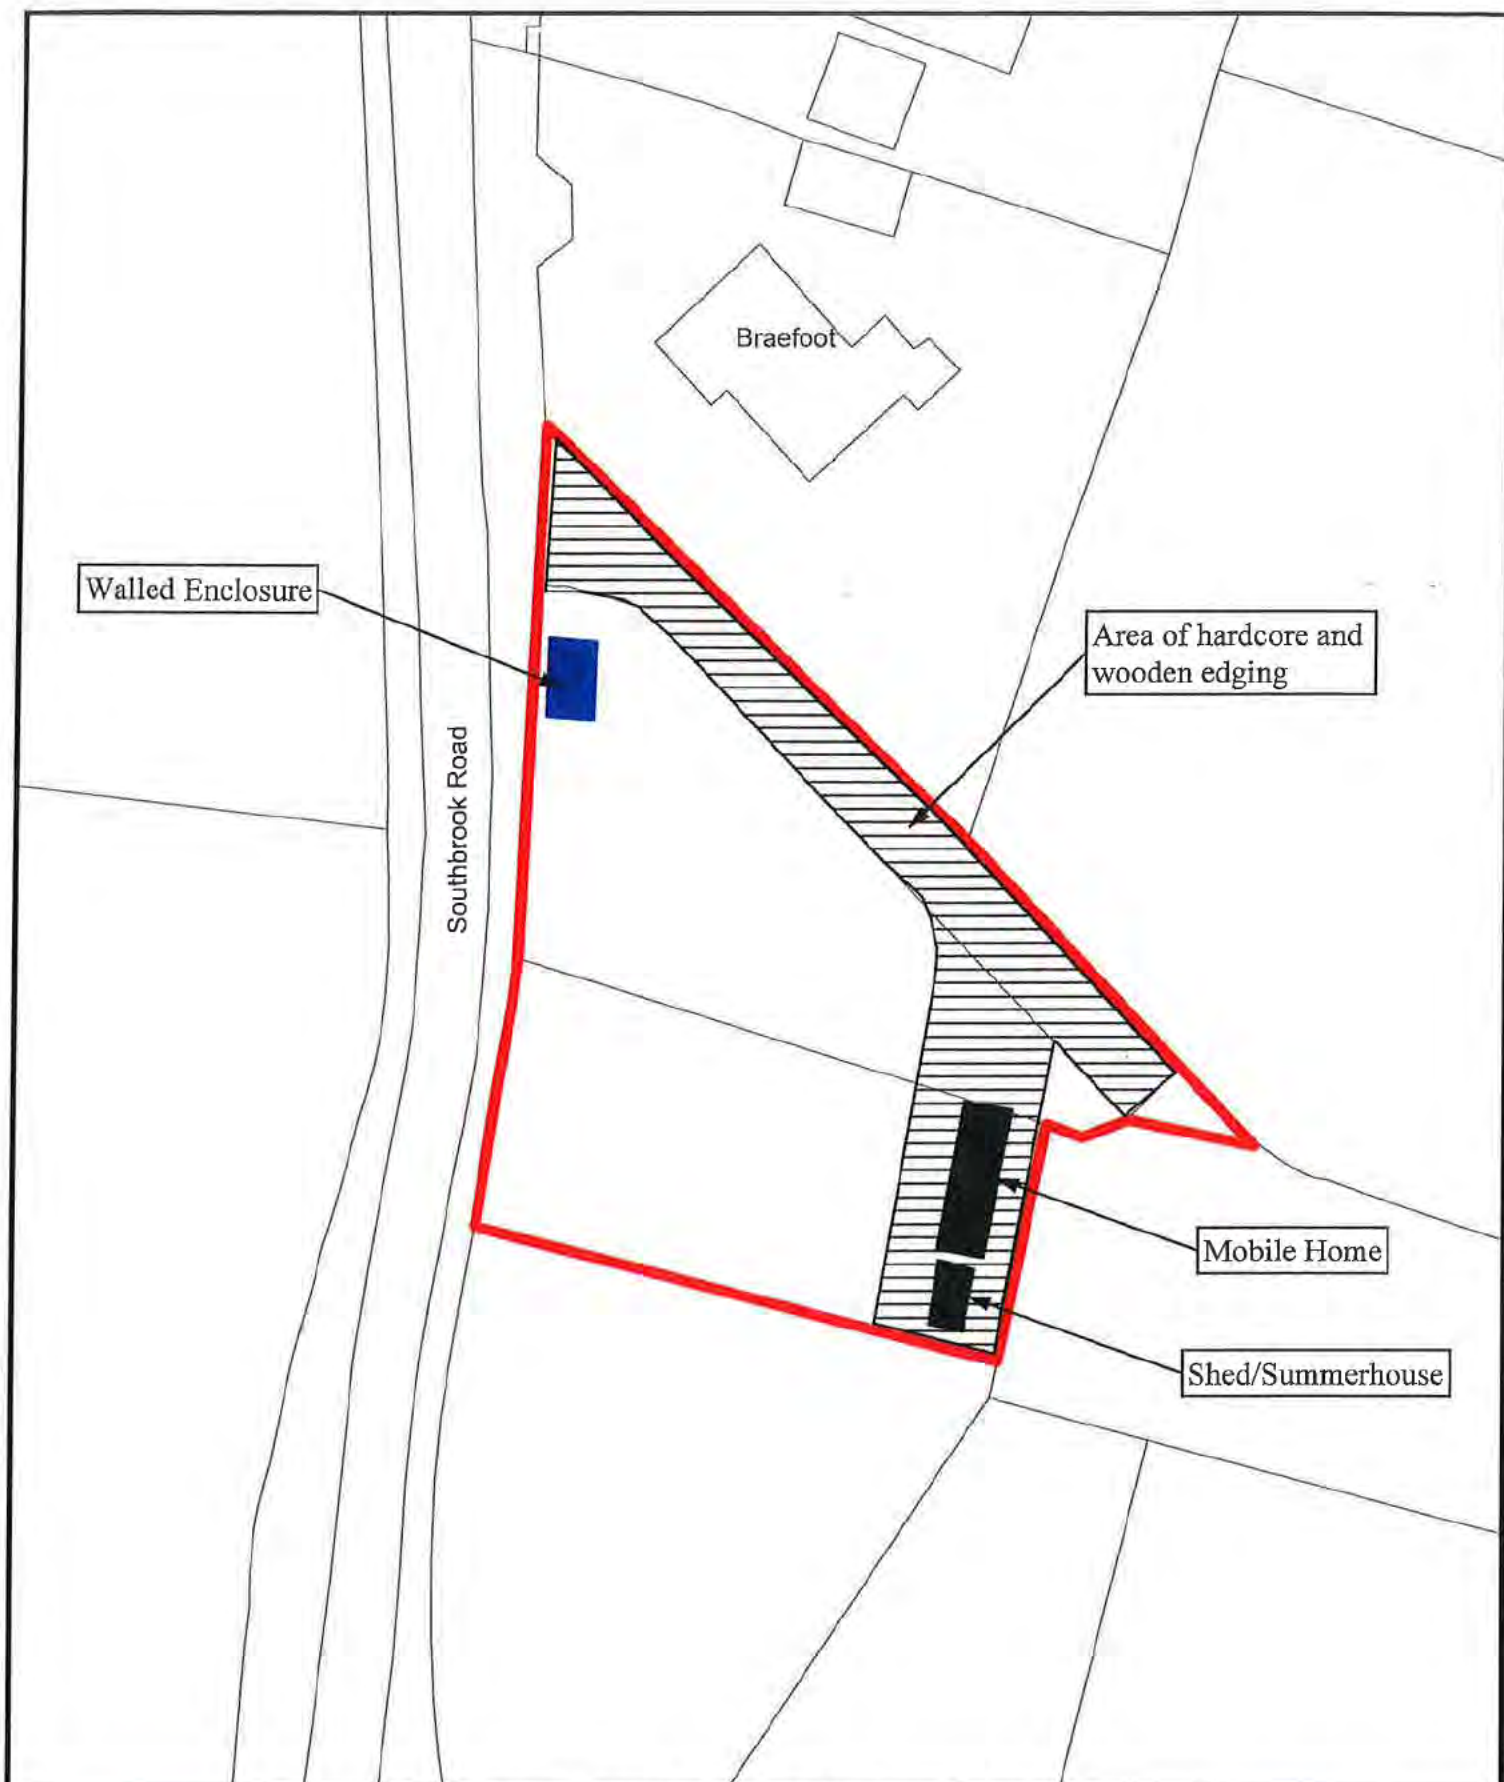 Braefoot
Walled Enclosure
Area of hardcore and
wooden edging
Southbrook Road
Mobile Home
Shed/Summerhouse